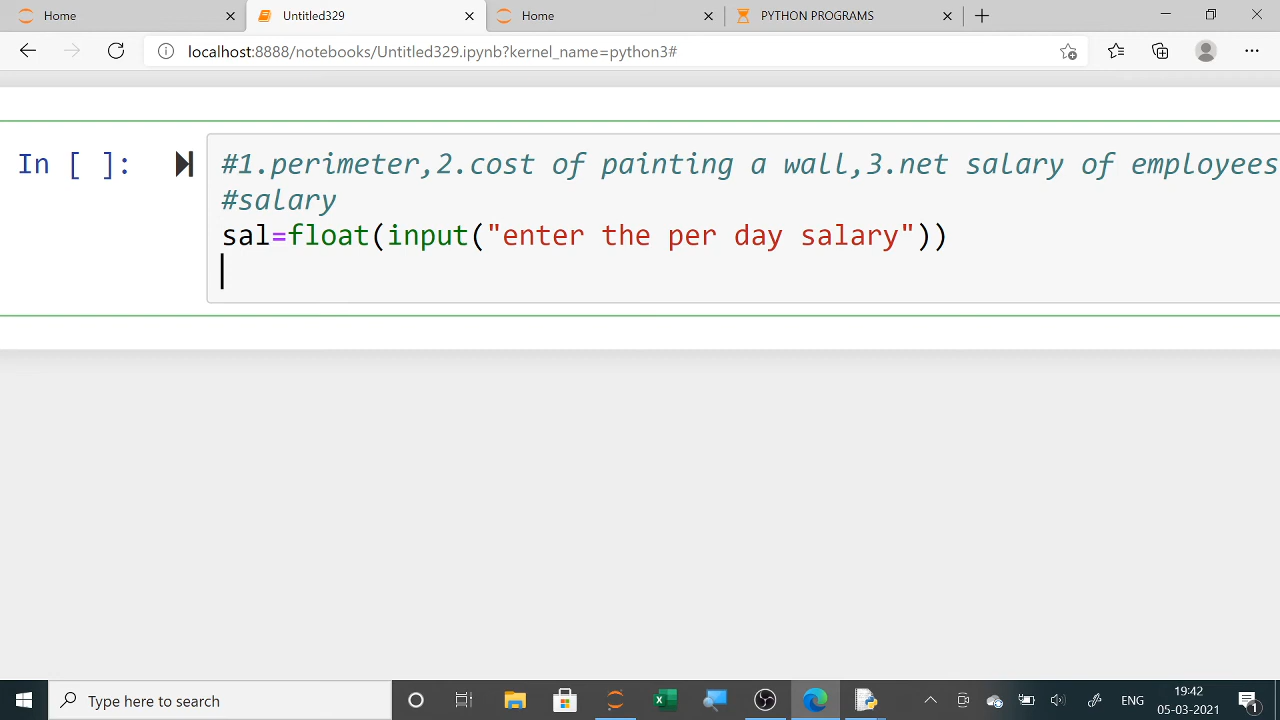 Home
Untitled329
Home
PYTHON PROGRAMS
localhost:8888/notebooks/Untitled329.ipynb?kernel_name=python3#
In [ ]:
#1.perimeter,2.cost of painting a wall,3.net salary of employees
#salary
sal=float(input("enter the per day salary"))
Type here to search
ENG
19:42
05-03-2021
1